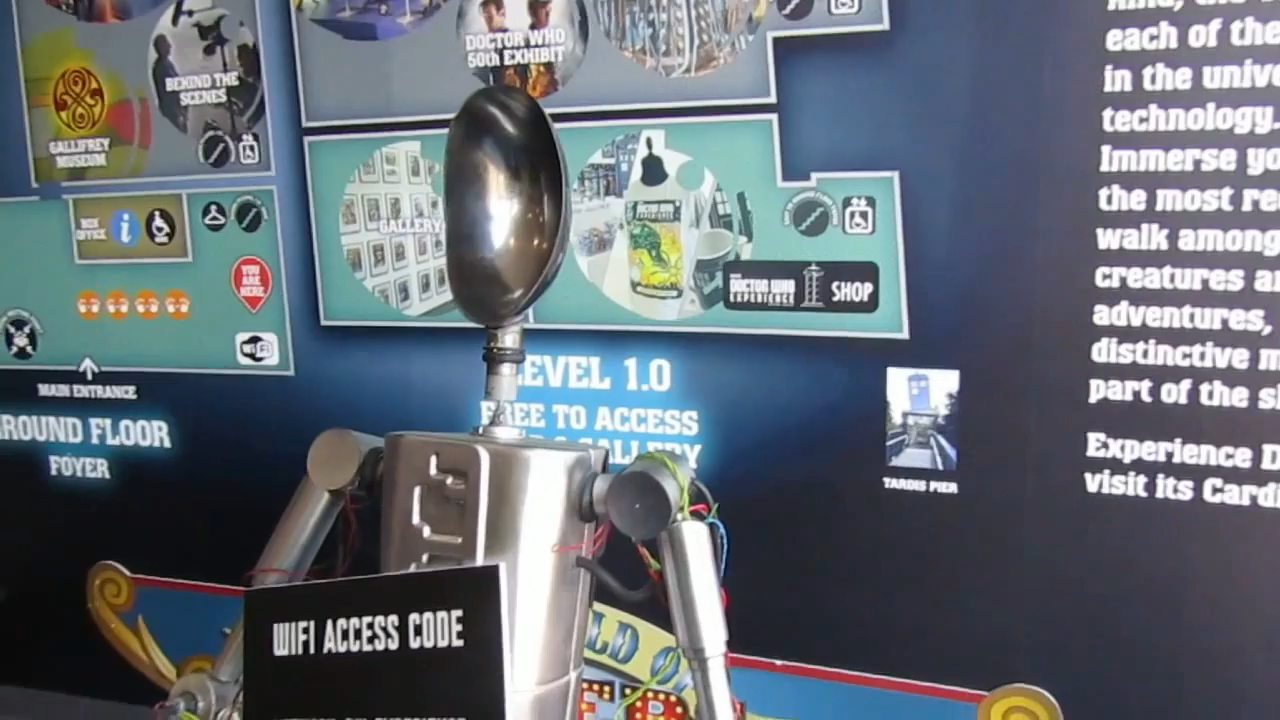 DOCTOR WHO
50th EXHIBIT
BEHIND THE
SCENES
GALLIFREY
MUSEUM
BOX
OFFICE
i
YOU
ARE
HERE
WiFi
MAIN ENTRANCE
ROUND FLOOR
FOYER
GALLERY
DOCTOR WHO
EXPERIENCE
SHOP
LEVEL 1.0
FREE TO ACCESS
GALLERY
TARDIS PIER
each of the
in the unive
technology.
Immerse yo
the most re
walk among
creatures a
adventures,
distinctive m
part of the s
Experience D
visit its Cardi
WIFI ACCESS CODE
LD O